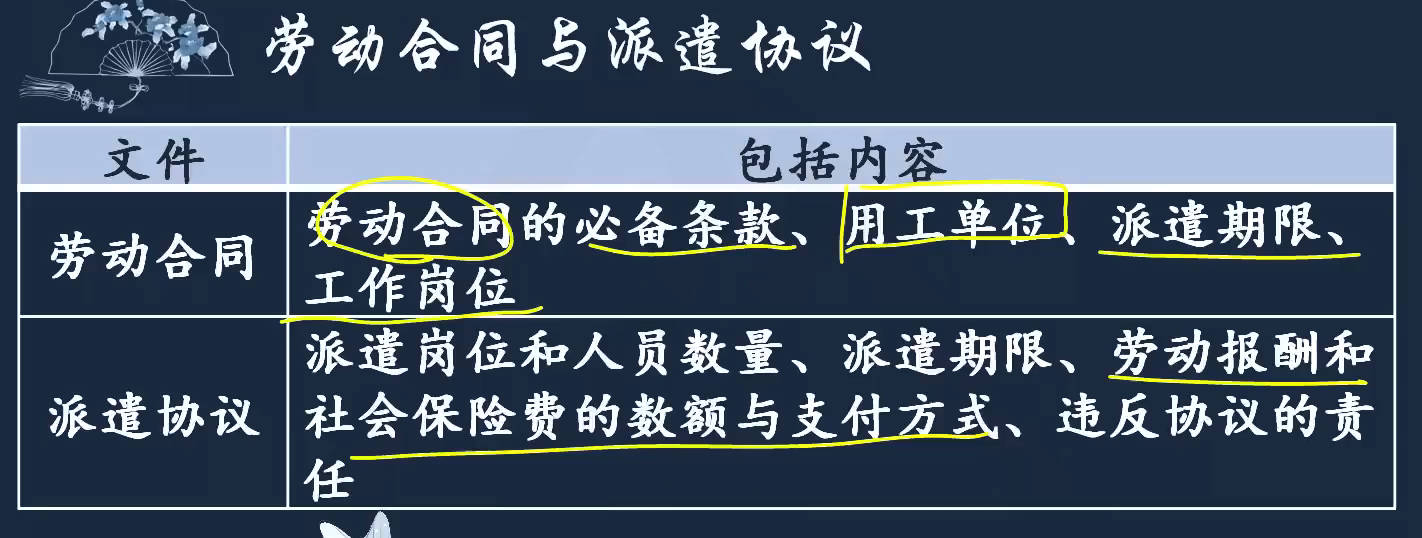 劳动合同与派遣协议
文件
包括内容
劳动合同
劳动合同的必备条款、用工单位、派遣期限、
工作岗位
派遣协议
派遣岗位和人员数量、派遣期限、劳动报酬和
社会保险费的数额与支付方式、违反协议的责
任